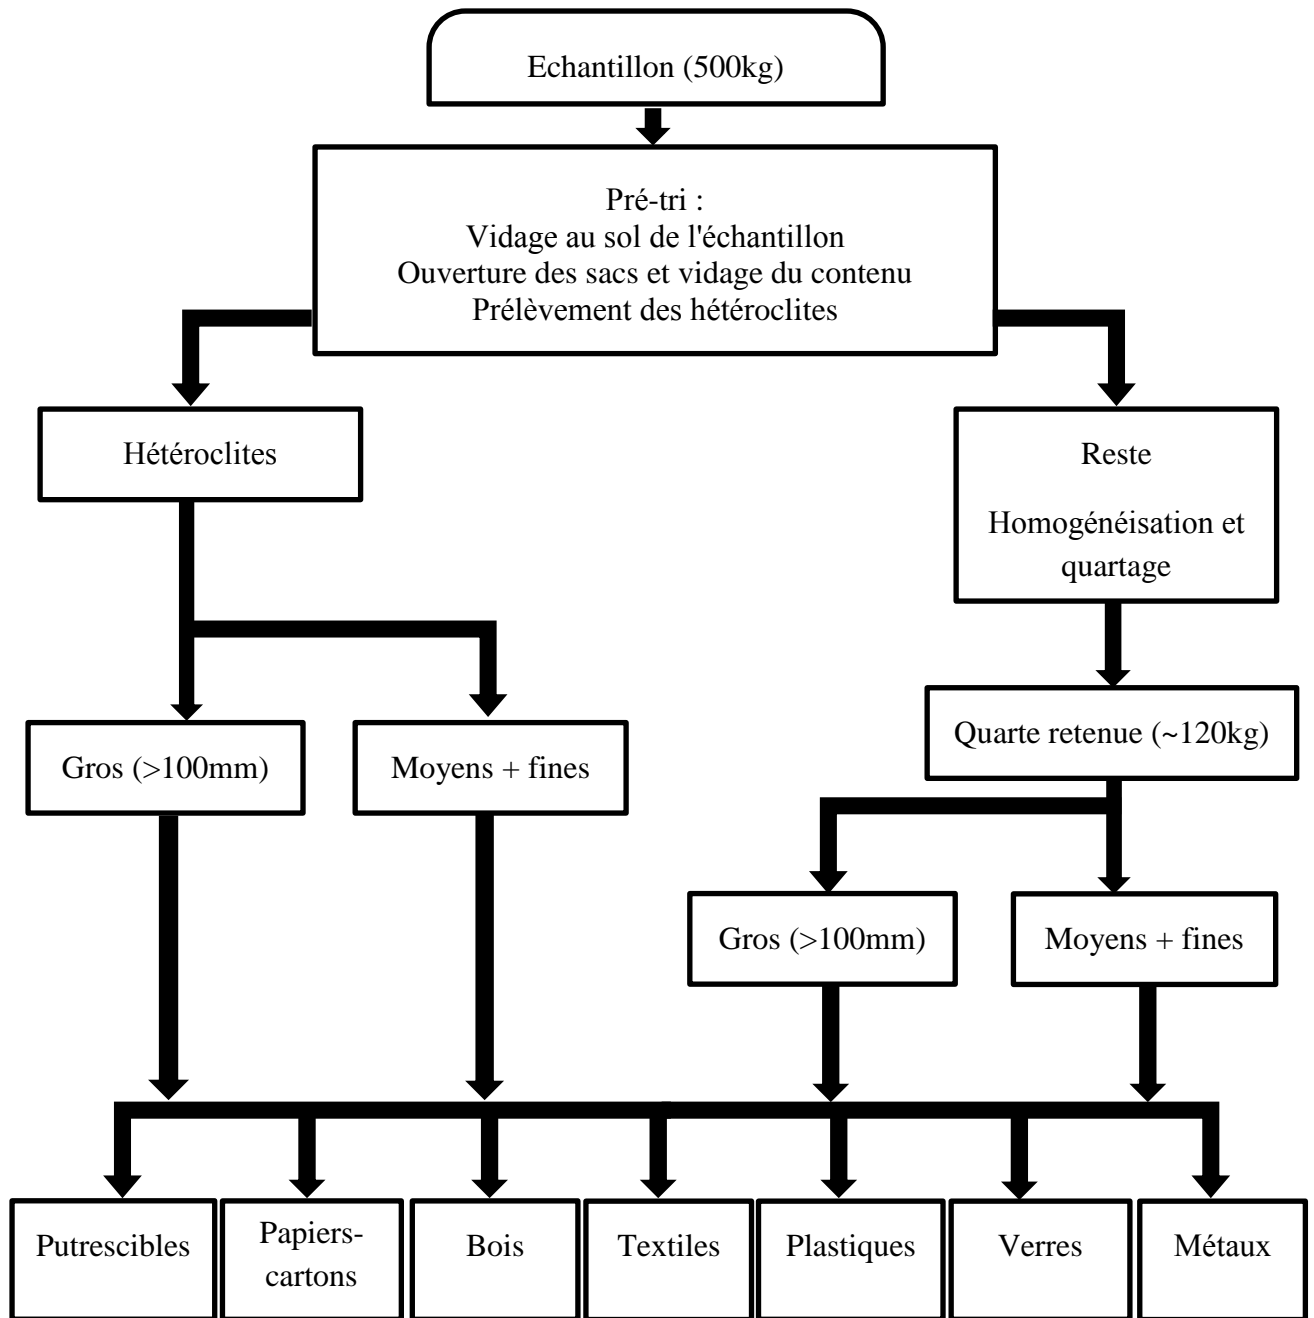 Echantillon (500kg)
Pré-tri :
Vidage au sol de l'échantillon
Ouverture des sacs et vidage du contenu
Prélèvement des hétéroclites
Hétéroclites
Reste
Homogénéisation et
quartage
Gros (>100mm)
Moyens + fines
Quarte retenue (~120kg)
Gros (>100mm)
Moyens + fines
Putrescibles
Papiers-
cartons
Bois
Textiles
Plastiques
Verres
Métaux